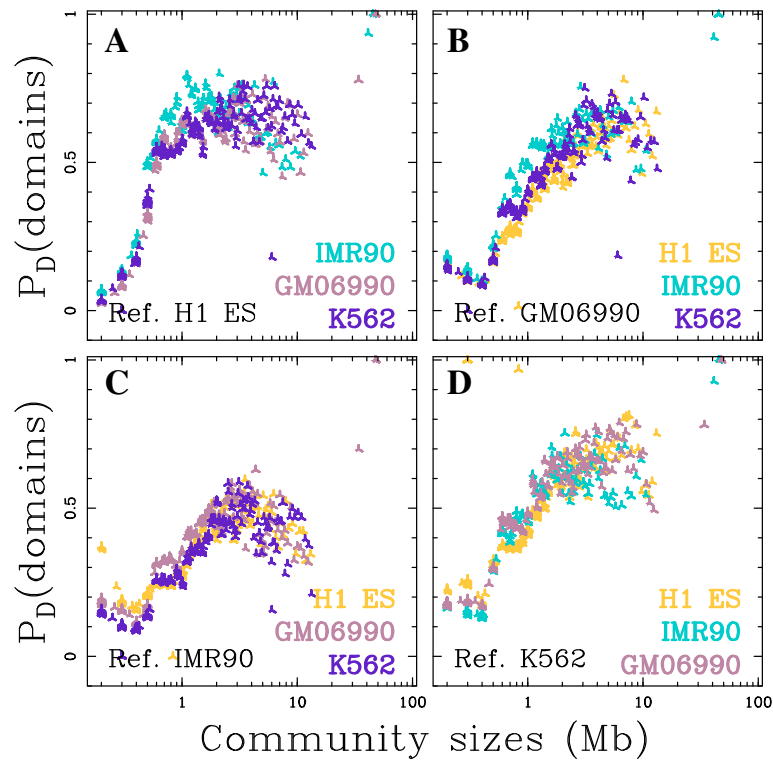 A
B
1
P_D(domains)
0.5
IMR90
GM06990
K562
H1 ES
IMR90
K562
0
Ref. H1 ES
Ref. GM06990
C
D
1
P_D(domains)
0.5
H1 ES
GM06990
K562
H1 ES
IMR90
GM06990
0
Ref. IMR90
Ref. K562
1
10
100
1
10
100
Community sizes (Mb)